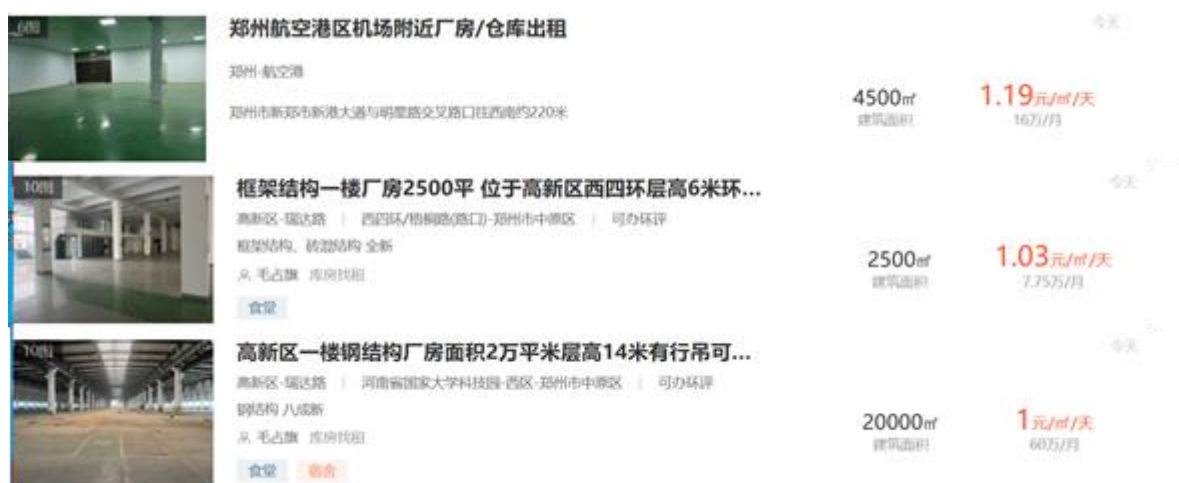 6图
郑州航空港区机场附近厂房/仓库出租
今天
郑州-航空港
4500㎡
1.19元/㎡/天
郑州市新郑市新港大道与明星路交叉路口往西南约220米
建筑面积
16万/月
10图
框架结构一楼厂房2500平 位于高新区西四环层高6米环...
今天
高新区-瑞达路 | 西四环/梧桐路(路口)-郑州市中原区 | 可办环评
框架结构、砖混结构 全新
2500㎡
1.03元/㎡/天
毛占旗 库房找租
建筑面积
7.75万/月
食堂
10图
高新区一楼钢结构厂房面积2万平米层高14米有行吊可...
今天
高新区-瑞达路 | 河南省国家大学科技园-西区-郑州市中原区 | 可办环评
钢结构 八成新
20000㎡
1元/㎡/天
毛占旗 库房找租
建筑面积
60万/月
食堂 宿舍